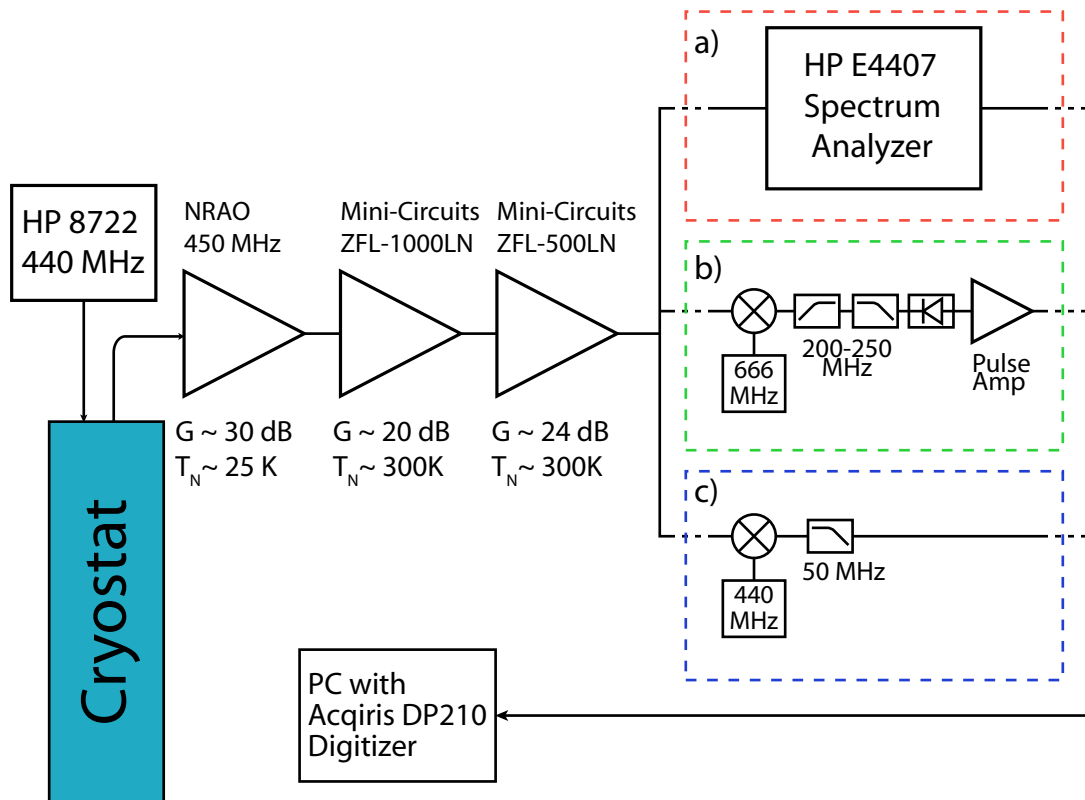 a)
HP E4407
Spectrum
Analyzer
HP 8722
440 MHz
NRAO
450 MHz
Mini-Circuits
ZFL-1000LN
Mini-Circuits
ZFL-500LN
G ~ 30 dB
T_N ~ 25 K
G ~ 20 dB
T_N ~ 300K
G ~ 24 dB
T_N ~ 300K
b)
666
MHz
200-250
MHz
Pulse
Amp
c)
440
MHz
50 MHz
Cryostat
PC with
Acqiris DP210
Digitizer